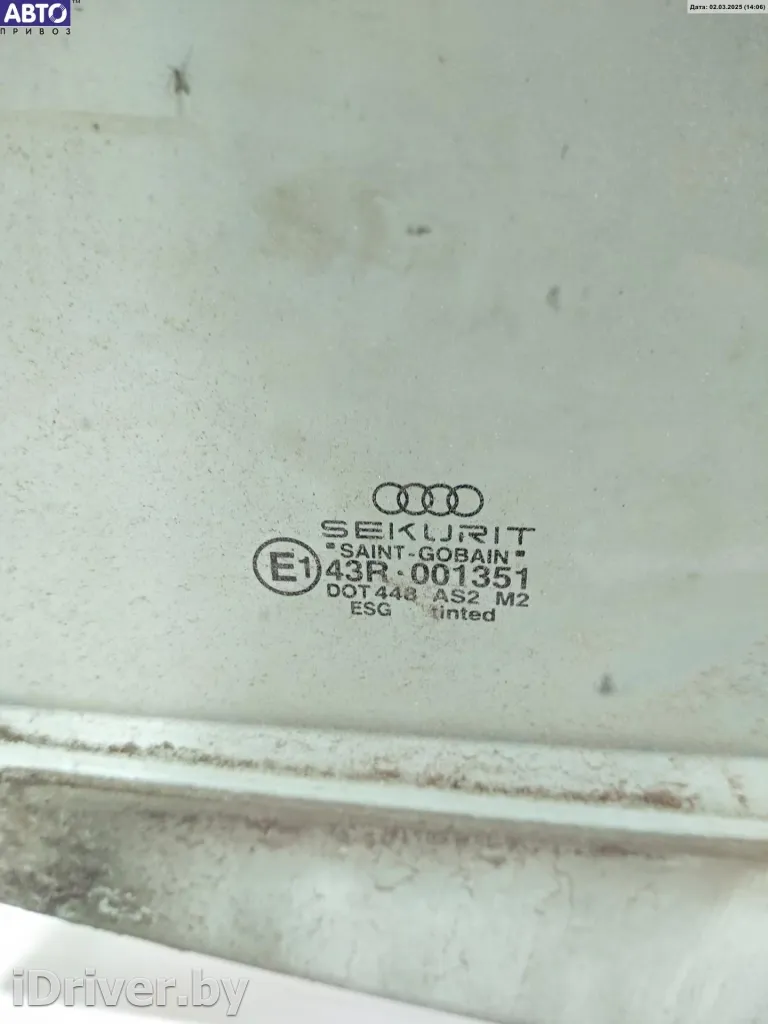 АВТО
ПРИВОЗ
Дата: 02.03.2025 (14:06)
SEKURIT
"SAINT-GOBAIN"
E1 43R-001351
DOT 448 AS2 M2
ESG tinted
iDriver.by